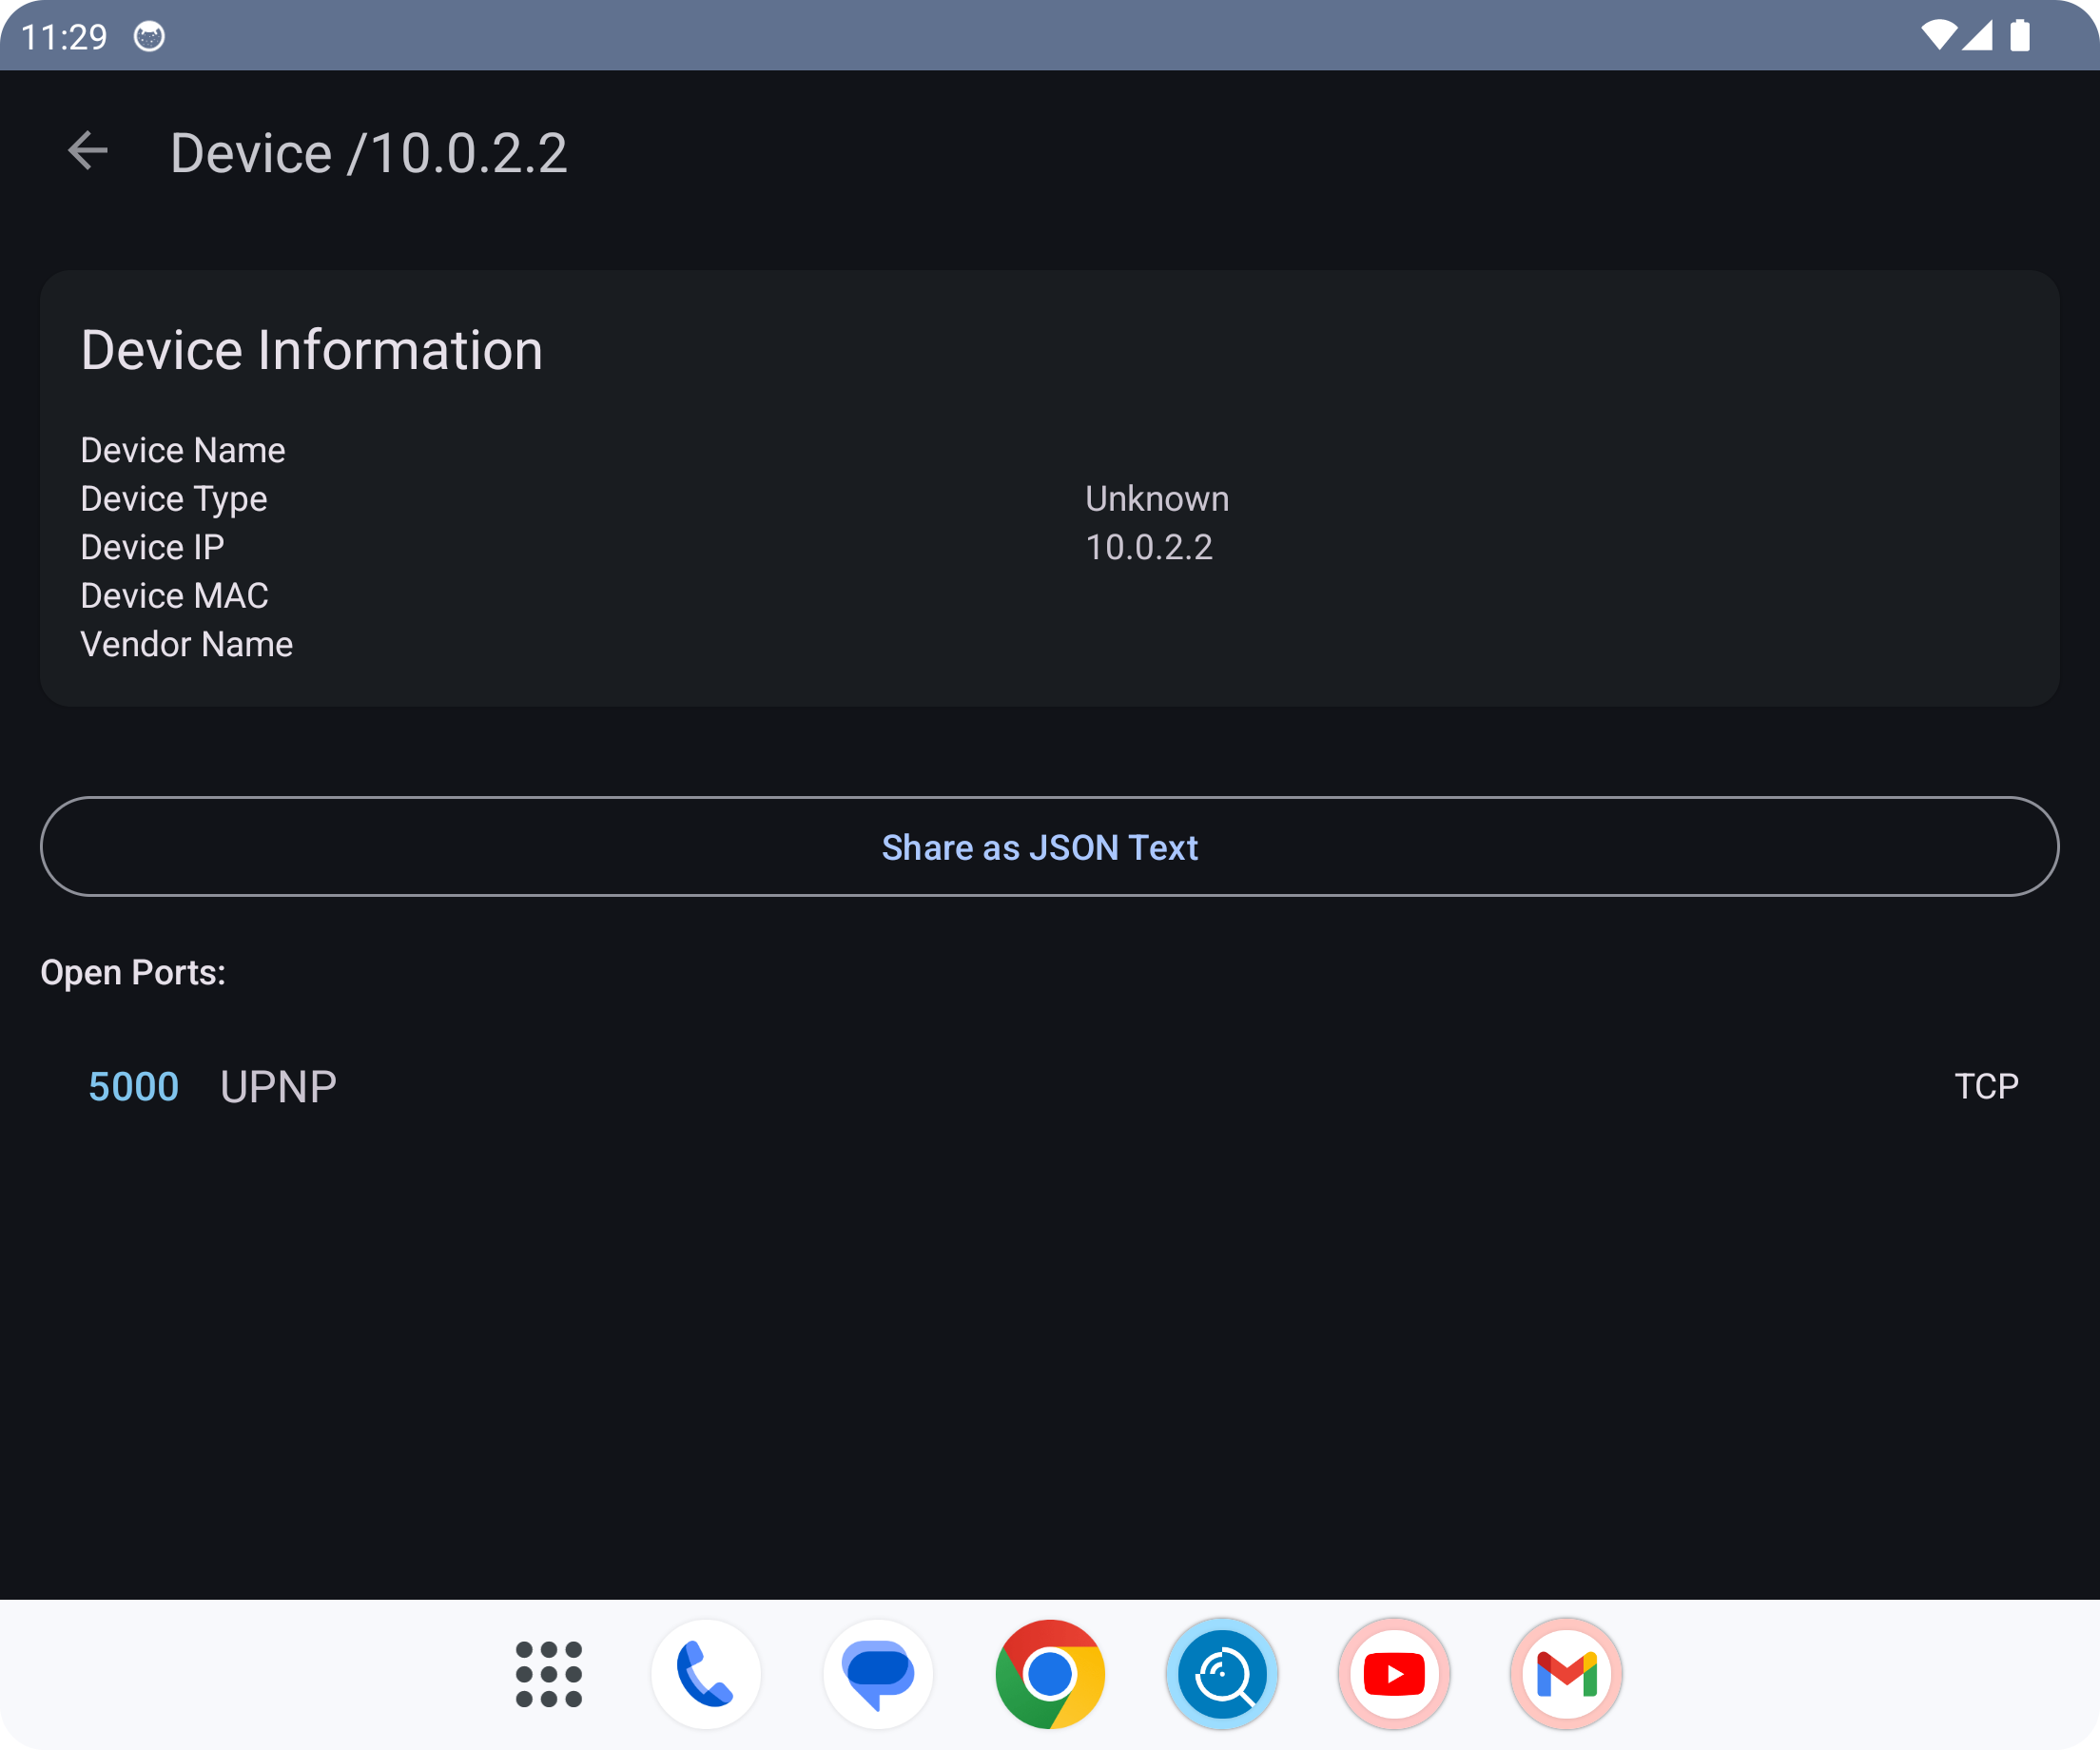 11:29
Device /10.0.2.2
Device Information
Device Name
Device Type Unknown
Device IP 10.0.2.2
Device MAC
Vendor Name
Share as JSON Text
Open Ports:
5000 UPNP TCP